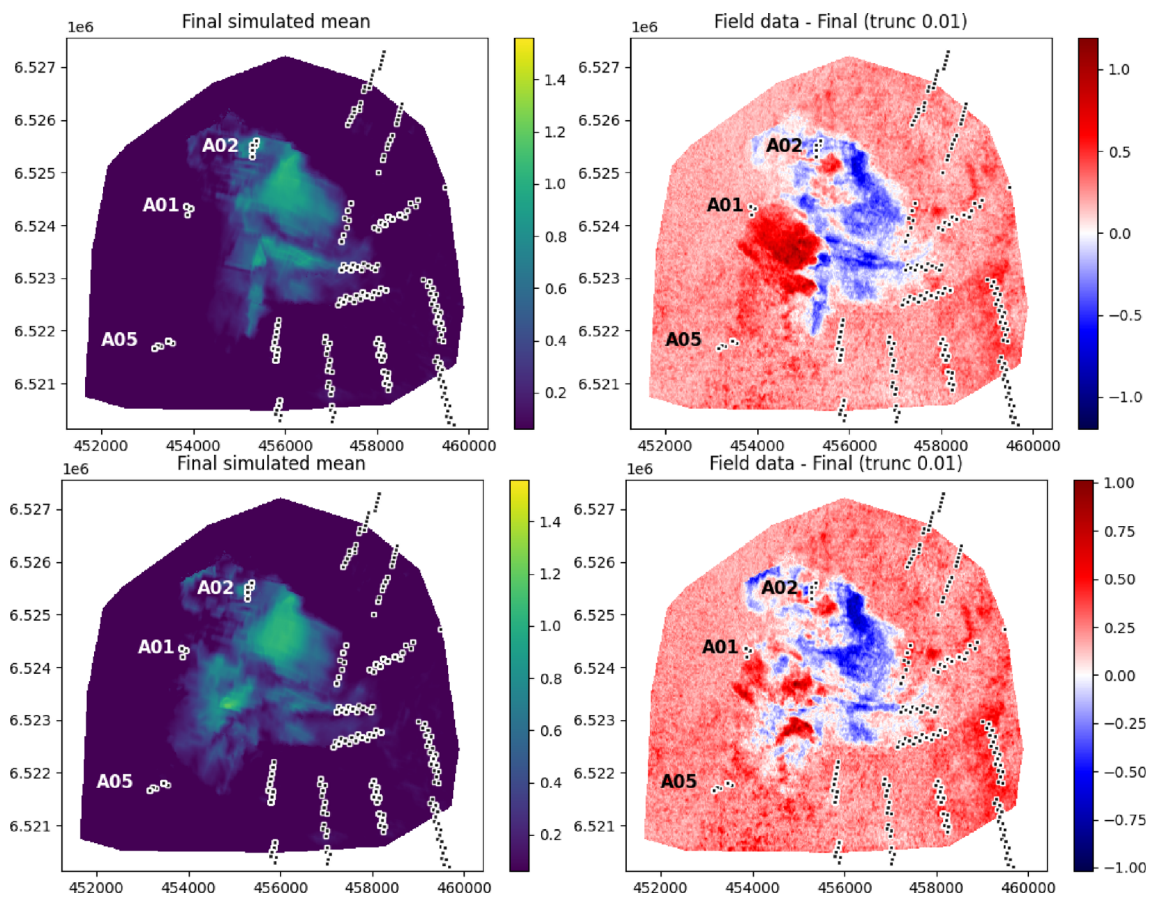 Final simulated mean
1e6
6.527
6.526
6.525
6.524
6.523
6.522
6.521
A02
A01
A05
452000 454000 456000 458000 460000
1.4
1.2
1.0
0.8
0.6
0.4
0.2
Field data - Final (trunc 0.01)
1e6
6.527
6.526
6.525
6.524
6.523
6.522
6.521
A02
A01
A05
452000 454000 456000 458000 460000
1.0
0.5
0.0
−0.5
−1.0
Final simulated mean
1e6
6.527
6.526
6.525
6.524
6.523
6.522
6.521
A02
A01
A05
452000 454000 456000 458000 460000
1.4
1.2
1.0
0.8
0.6
0.4
0.2
Field data - Final (trunc 0.01)
1e6
6.527
6.526
6.525
6.524
6.523
6.522
6.521
A02
A01
A05
452000 454000 456000 458000 460000
1.00
0.75
0.50
0.25
0.00
−0.25
−0.50
−0.75
−1.00